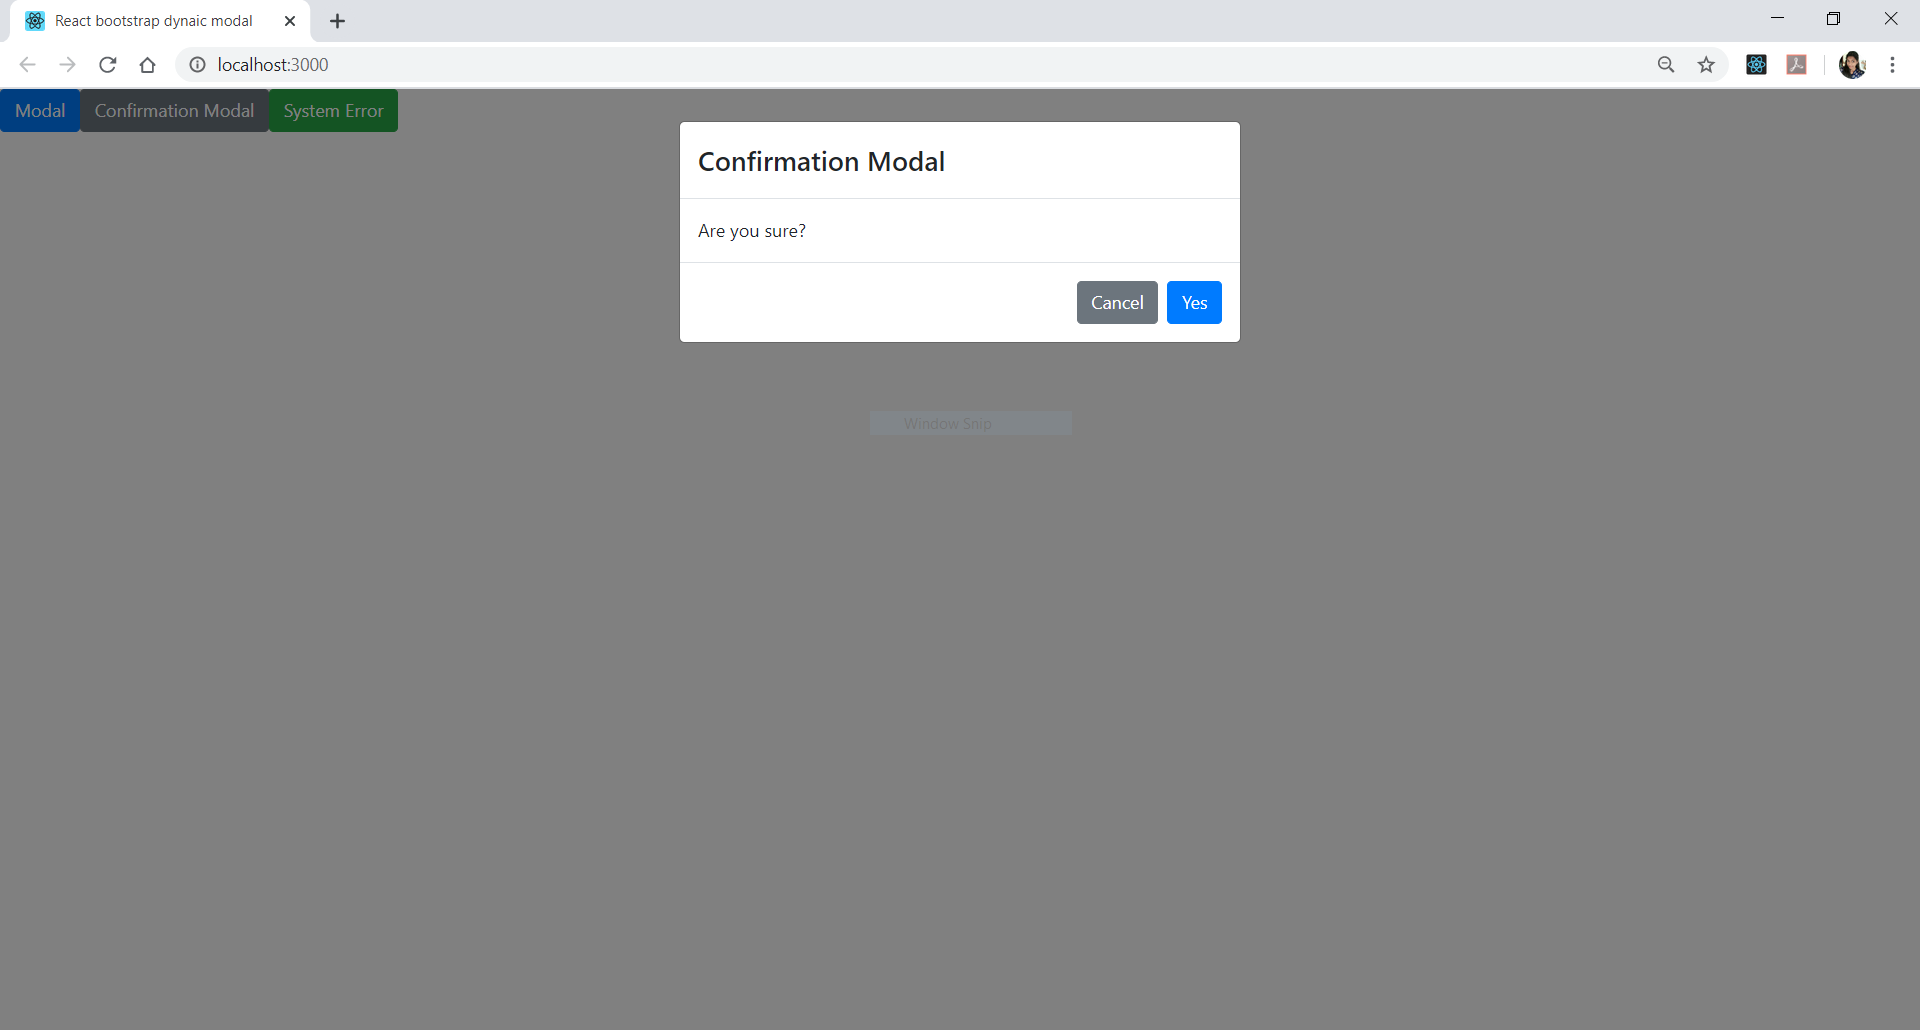 React bootstrap dynaic modal
localhost:3000
Modal Confirmation Modal System Error
Confirmation Modal
Are you sure?
Cancel Yes
Window Snip